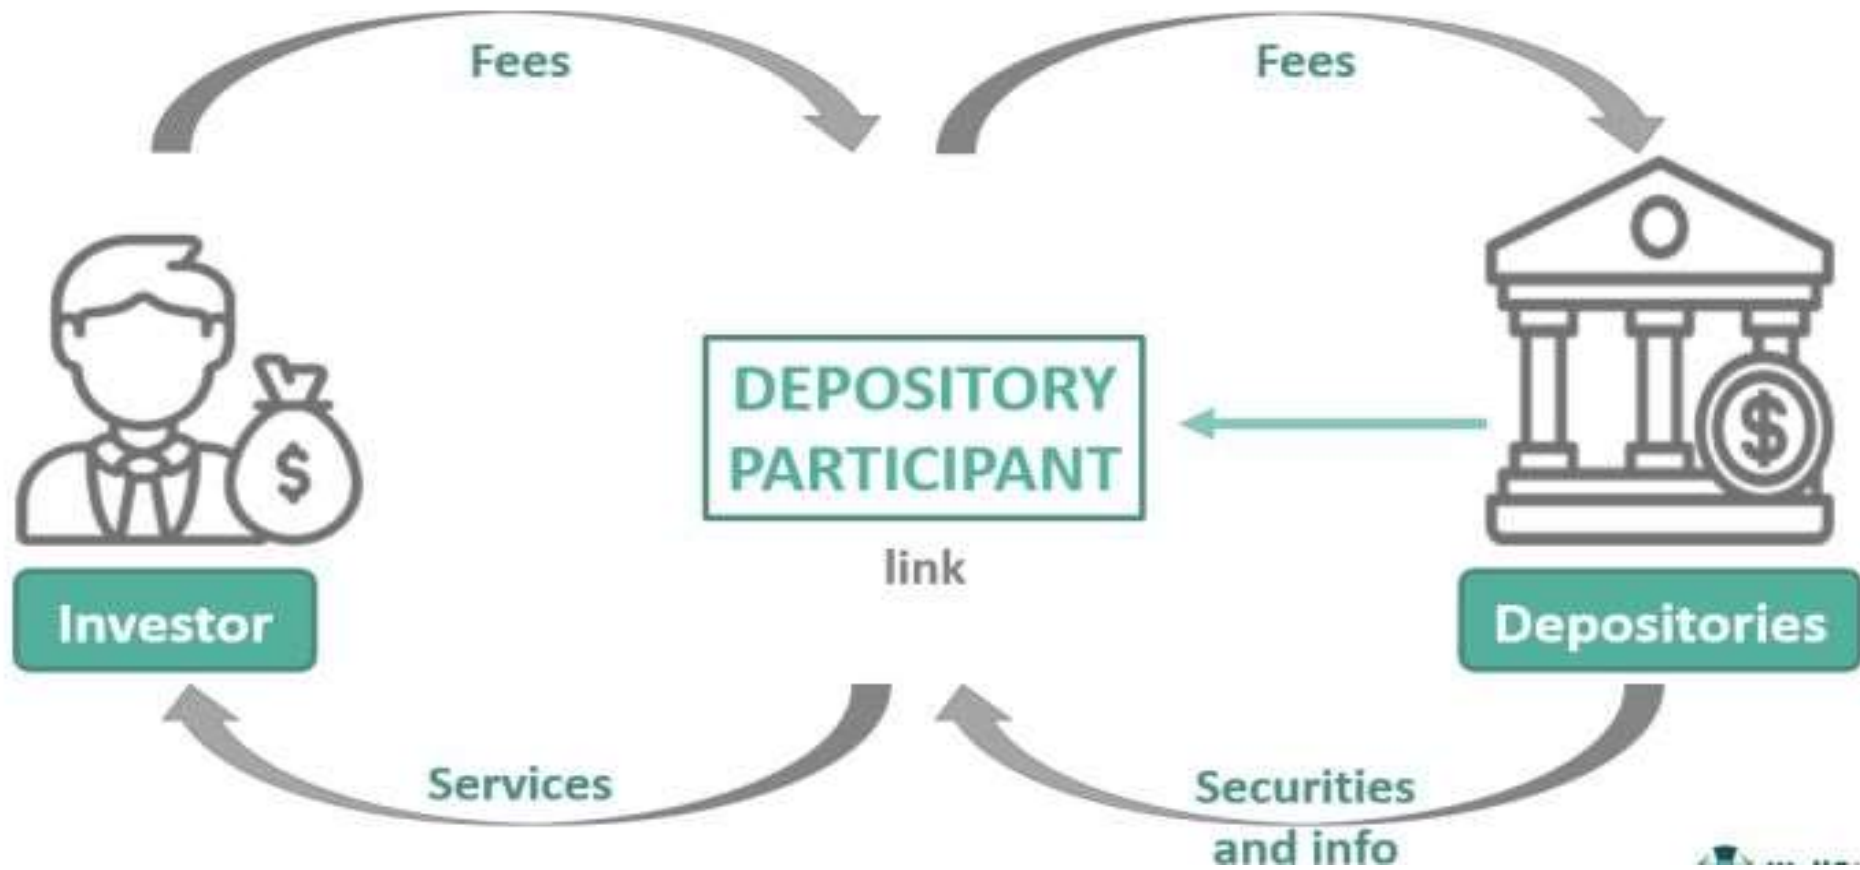 Fees
Fees
DEPOSITORY
PARTICIPANT
link
Investor
Depositories
Services
Securities
and info
$
$